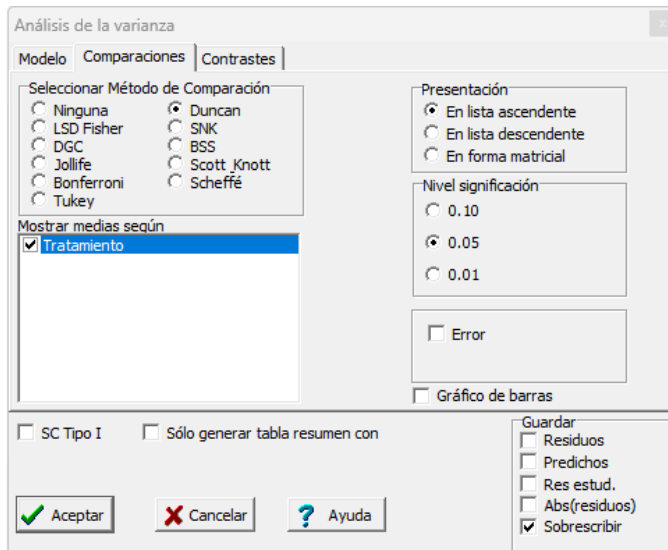 Análisis de la varianza
Modelo Comparaciones Contrastes
Seleccionar Método de Comparación
Ninguna
LSD Fisher
DGC
Jollife
Bonferroni
Tukey
Duncan
SNK
BSS
Scott_Knott
Scheffé
Presentación
En lista ascendente
En lista descendente
En forma matricial
Nivel significación
0.10
0.05
0.01
Mostrar medias según
Tratamiento
Error
Gráfico de barras
SC Tipo I
Sólo generar tabla resumen con
Guardar
Residuos
Predichos
Res estud.
Abs(residuos)
Sobrescribir
Aceptar
Cancelar
? Ayuda